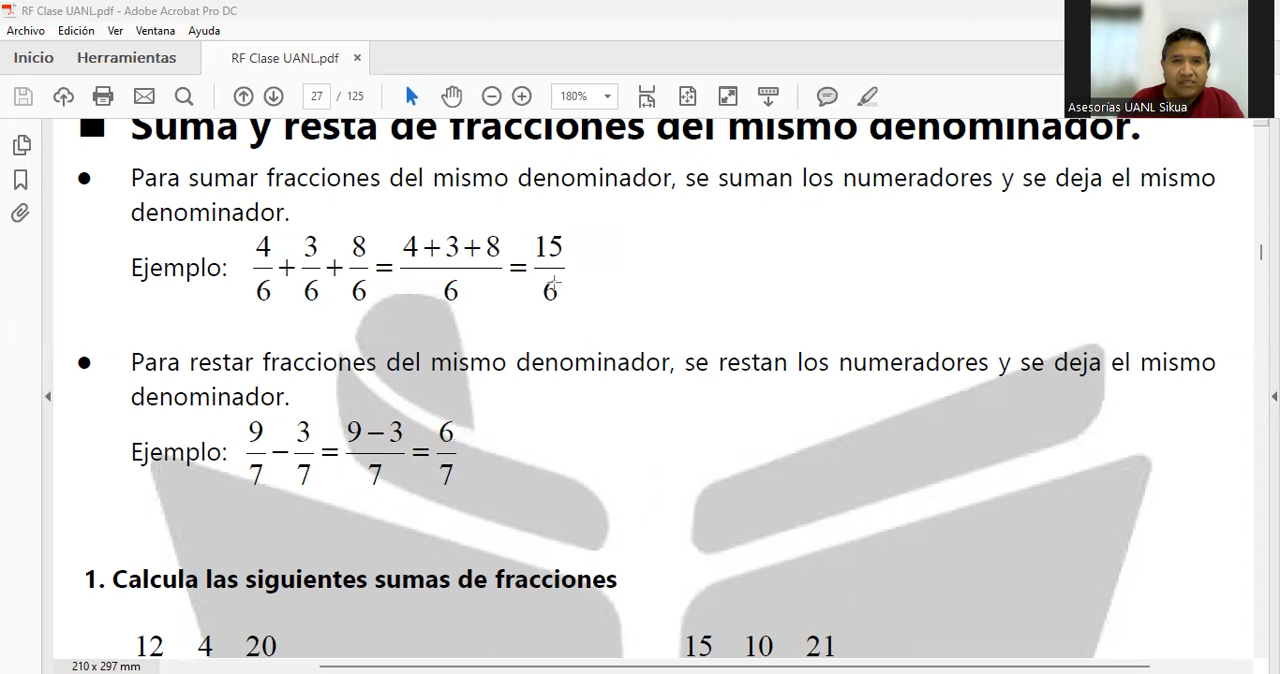 RF Clase UANL.pdf - Adobe Acrobat Pro DC
Archivo Edición Ver Ventana Ayuda
Inicio Herramientas RF Clase UANL.pdf ×
27 / 125 180%
Asesorías UANL Sikua
Suma y resta de fracciones del mismo denominador.
Para sumar fracciones del mismo denominador, se suman los numeradores y se deja el mismo
denominador.
Ejemplo: 4/6 + 3/6 + 8/6 = (4+3+8)/6 = 15/6
Para restar fracciones del mismo denominador, se restan los numeradores y se deja el mismo
denominador.
Ejemplo: 9/7 − 3/7 = (9−3)/7 = 6/7
1. Calcula las siguientes sumas de fracciones
12 4 20 15 10 21
210 x 297 mm